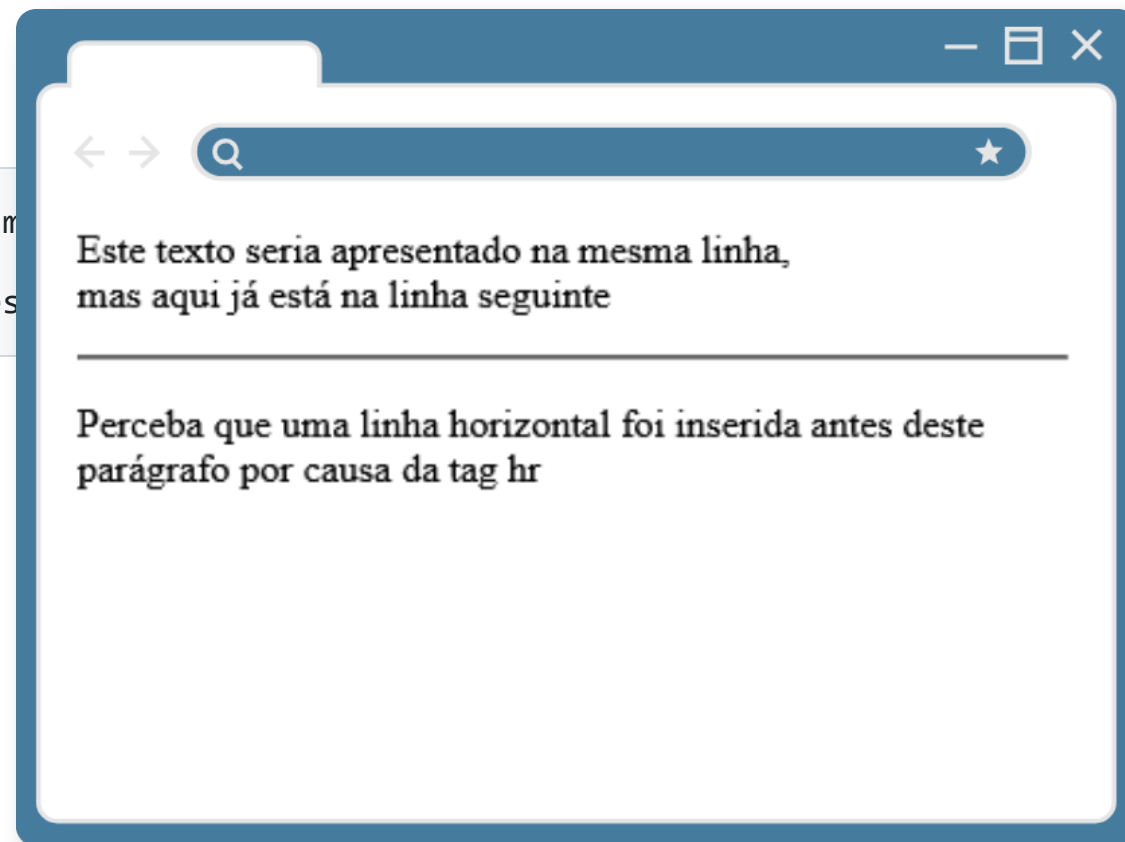 Este texto seria apresentado na mesma linha,
mas aqui já está na linha seguinte
Perceba que uma linha horizontal foi inserida antes deste
parágrafo por causa da tag hr